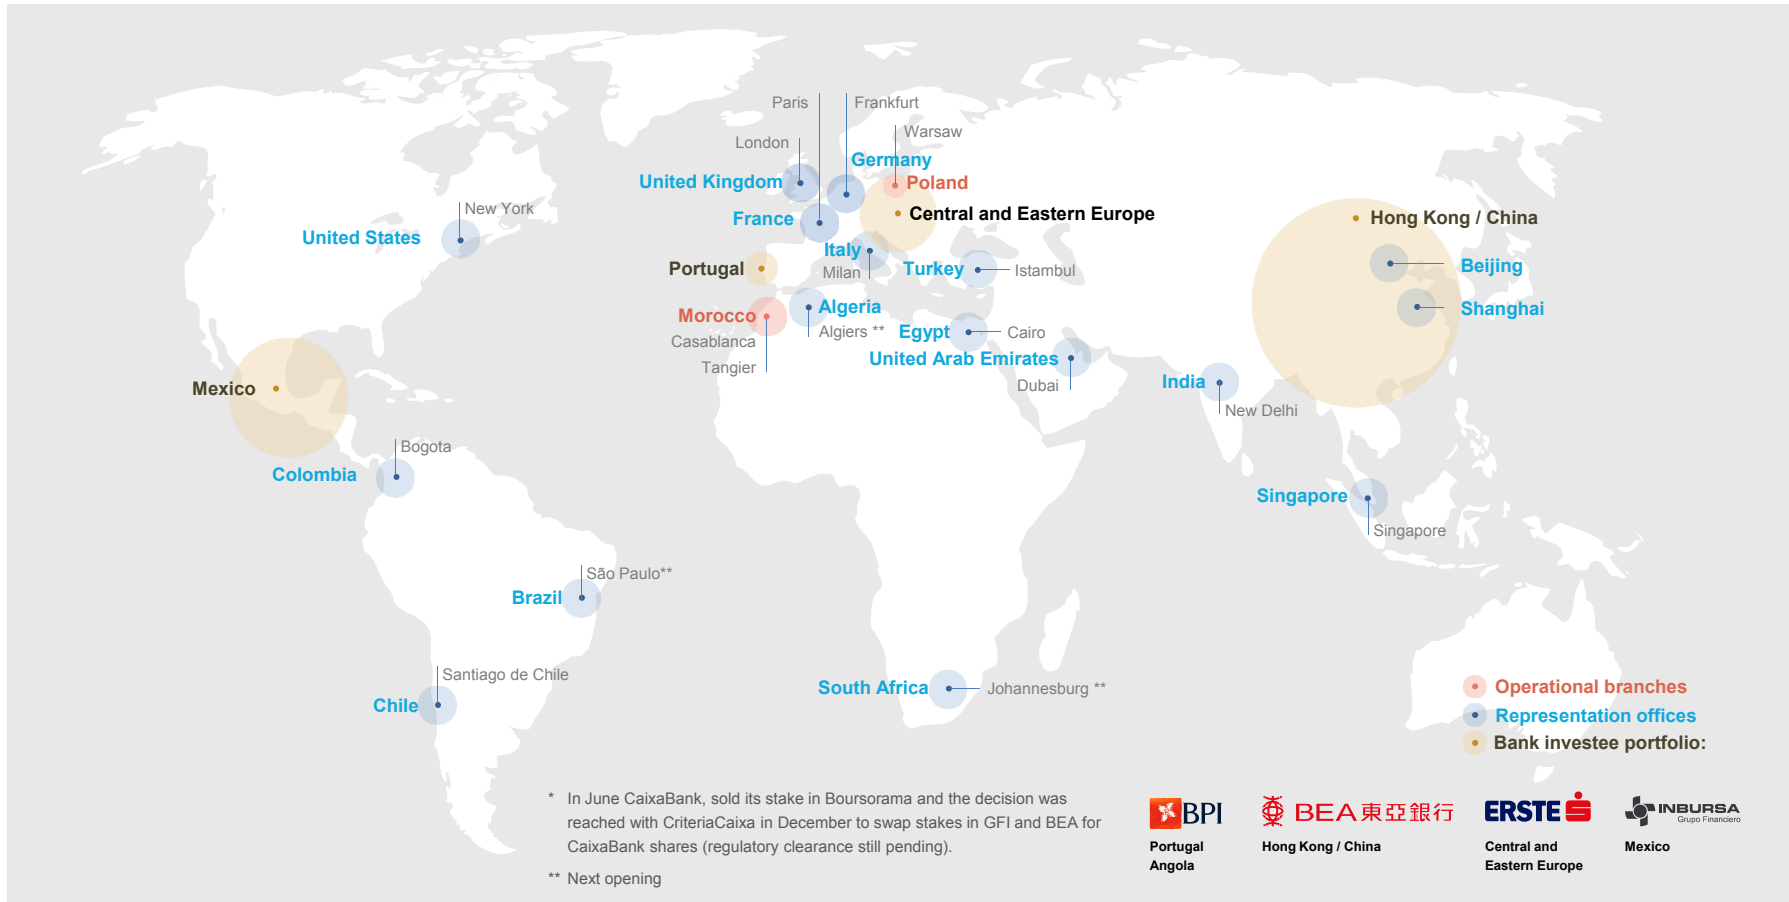 Paris
Frankfurt
London
Warsaw
Germany
United Kingdom
Poland
New York
France
Central and Eastern Europe
Hong Kong / China
United States
Italy
Milan
Portugal
Turkey
Istambul
Beijing
Morocco
Casablanca
Tangier
Algeria
Algiers **
Egypt
Cairo
Shanghai
United Arab Emirates
Dubai
India
New Delhi
Mexico
Bogota
Colombia
Singapore
Singapore
São Paulo**
Brazil
Santiago de Chile
Chile
South Africa
Johannesburg **
Operational branches
Representation offices
Bank investee portfolio:
* In June CaixaBank, sold its stake in Boursorama and the decision was
reached with CriteriaCaixa in December to swap stakes in GFI and BEA for
CaixaBank shares (regulatory clearance still pending).
** Next opening
BPI
Portugal
Angola
BEA東亞銀行
Hong Kong / China
ERSTE
Central and
Eastern Europe
INBURSA
Grupo Financiero
Mexico